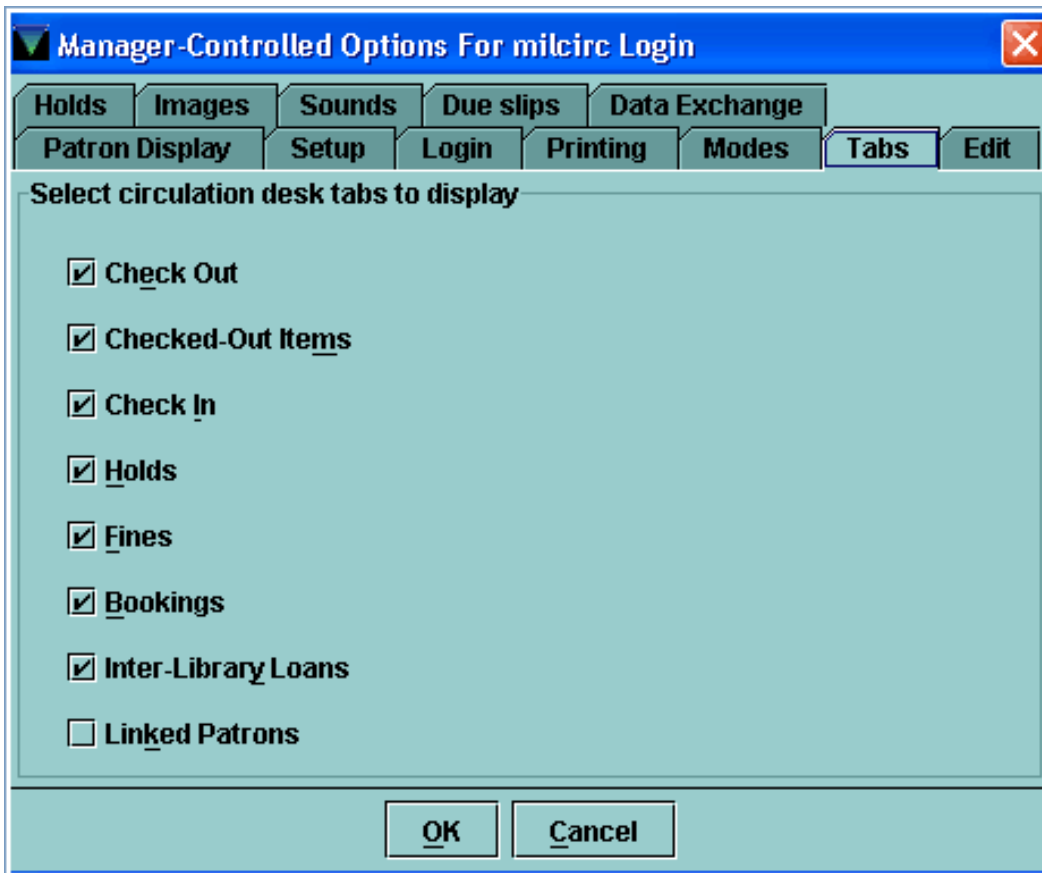 Manager-Controlled Options For milcirc Login
Holds Images Sounds Due slips Data Exchange
Patron Display Setup Login Printing Modes Tabs Edit
Select circulation desk tabs to display
Check Out
Checked-Out Items
Check In
Holds
Fines
Bookings
Inter-Library Loans
Linked Patrons
OK Cancel